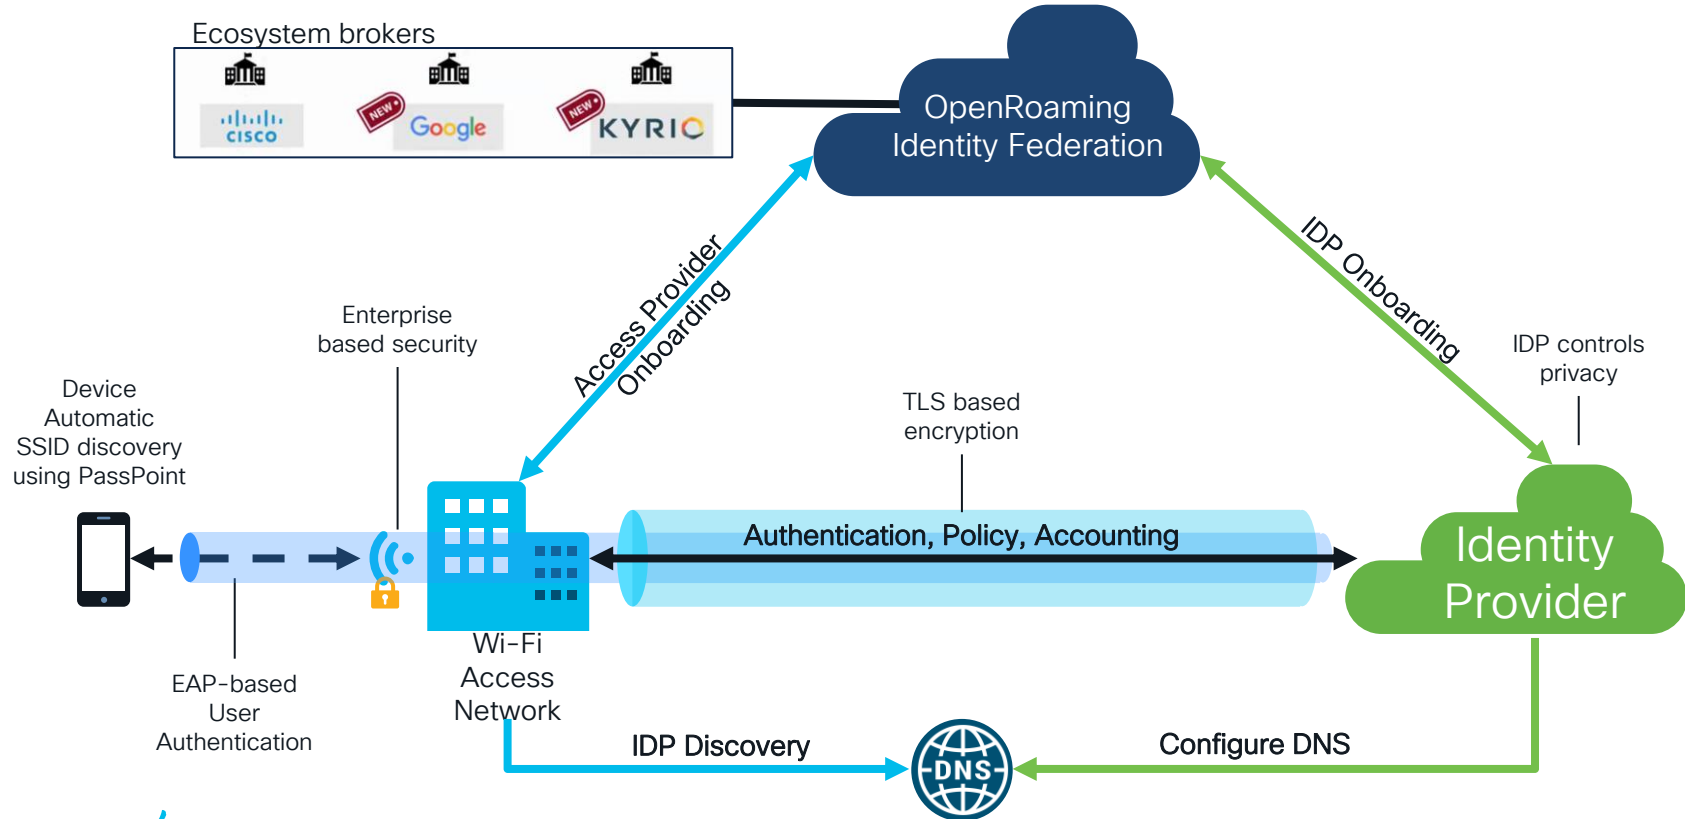 Ecosystem brokers
CISCO
NEW
Google
NEW
KYRIO
OpenRoaming
Identity Federation
Access Provider
Onboarding
IDP Onboarding
Enterprise
based security
IDP controls
privacy
Device
Automatic
SSID discovery
using PassPoint
TLS based
encryption
Authentication, Policy, Accounting
Identity
Provider
Wi-Fi
Access
Network
EAP-based
User
Authentication
IDP Discovery
DNS
Configure DNS